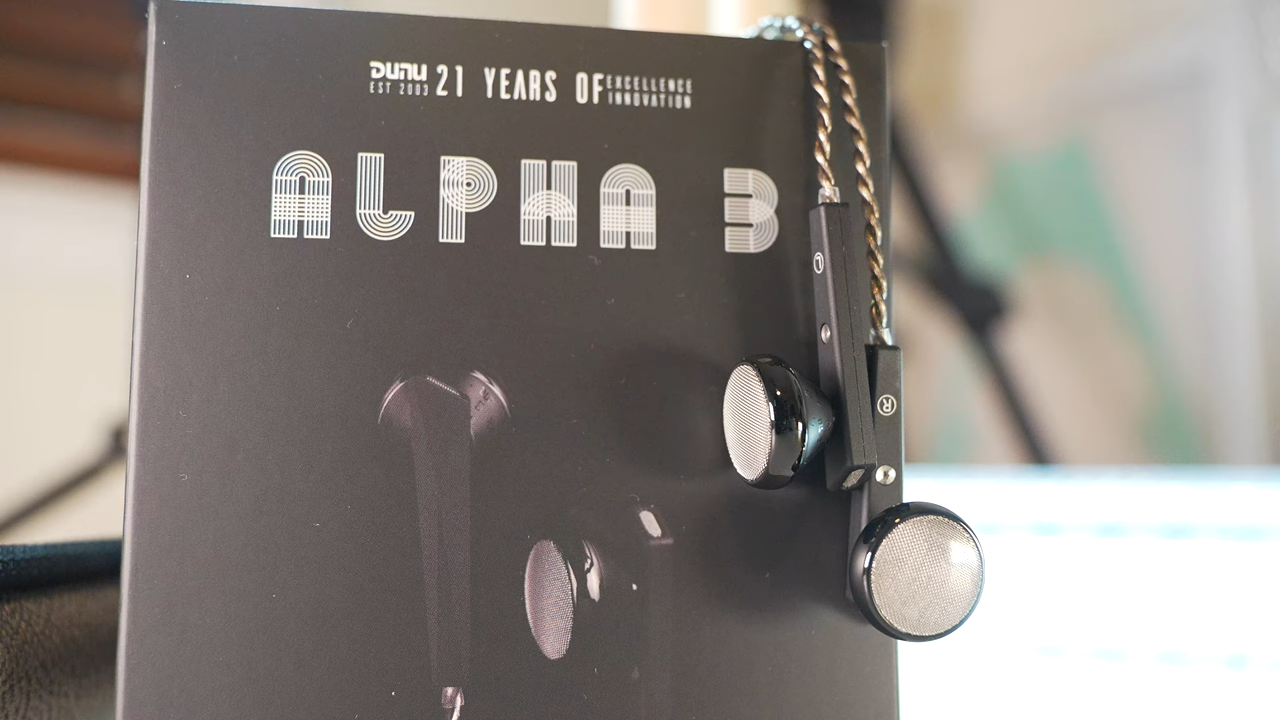 DUNU 21 YEARS OF EXCELLENCE
EST 2003 INNOVATION
ALPHA 3
L
R